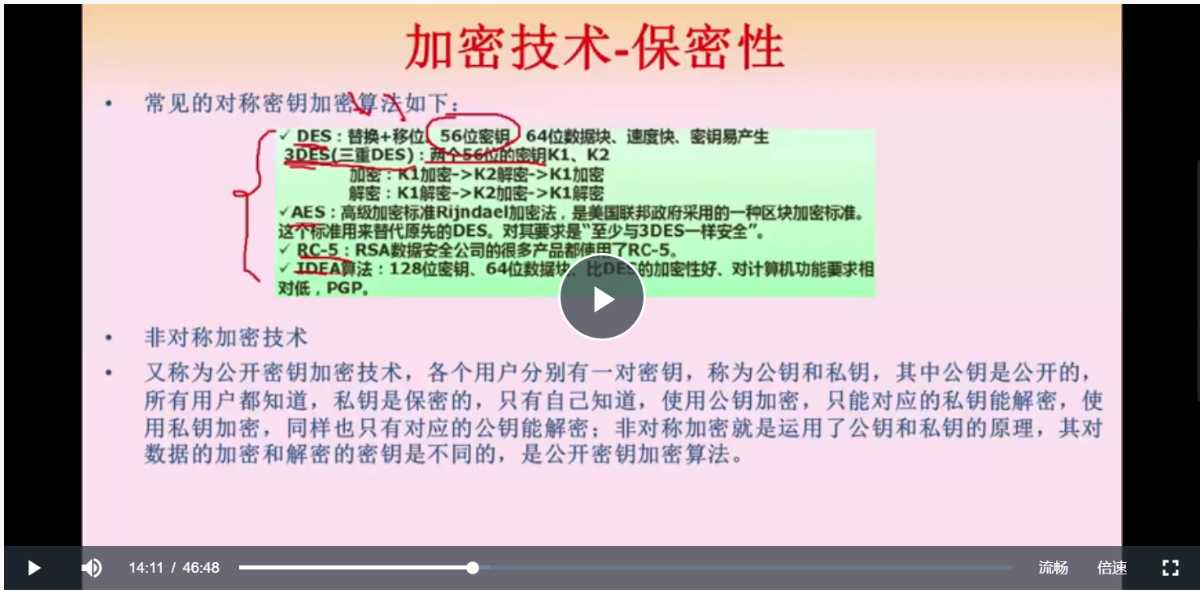 加密技术-保密性
• 常见的对称密钥加密算法如下：
✓ DES：替换+移位、56位密钥、64位数据块、速度快、密钥易产生
3DES(三重DES)：两个56位的密钥K1、K2
加密：K1加密->K2解密->K1加密
解密：K1解密->K2加密->K1解密
✓AES：高级加密标准Rijndael加密法，是美国联邦政府采用的一种区块加密标准。
这个标准用来替代原先的DES。对其要求是“至少与3DES一样安全”。
✓ RC-5：RSA数据安全公司的很多产品都使用了RC-5。
✓ IDEA算法：128位密钥、64位数据块、比DES的加密性好、对计算机功能要求相
对低，PGP。
• 非对称加密技术
• 又称为公开密钥加密技术，各个用户分别有一对密钥，称为公钥和私钥，其中公钥是公开的，
所有用户都知道，私钥是保密的，只有自己知道，使用公钥加密，只能对应的私钥能解密，使
用私钥加密，同样也只有对应的公钥能解密；非对称加密就是运用了公钥和私钥的原理，其对
数据的加密和解密的密钥是不同的，是公开密钥加密算法。
14:11 / 46:48 流畅 倍速